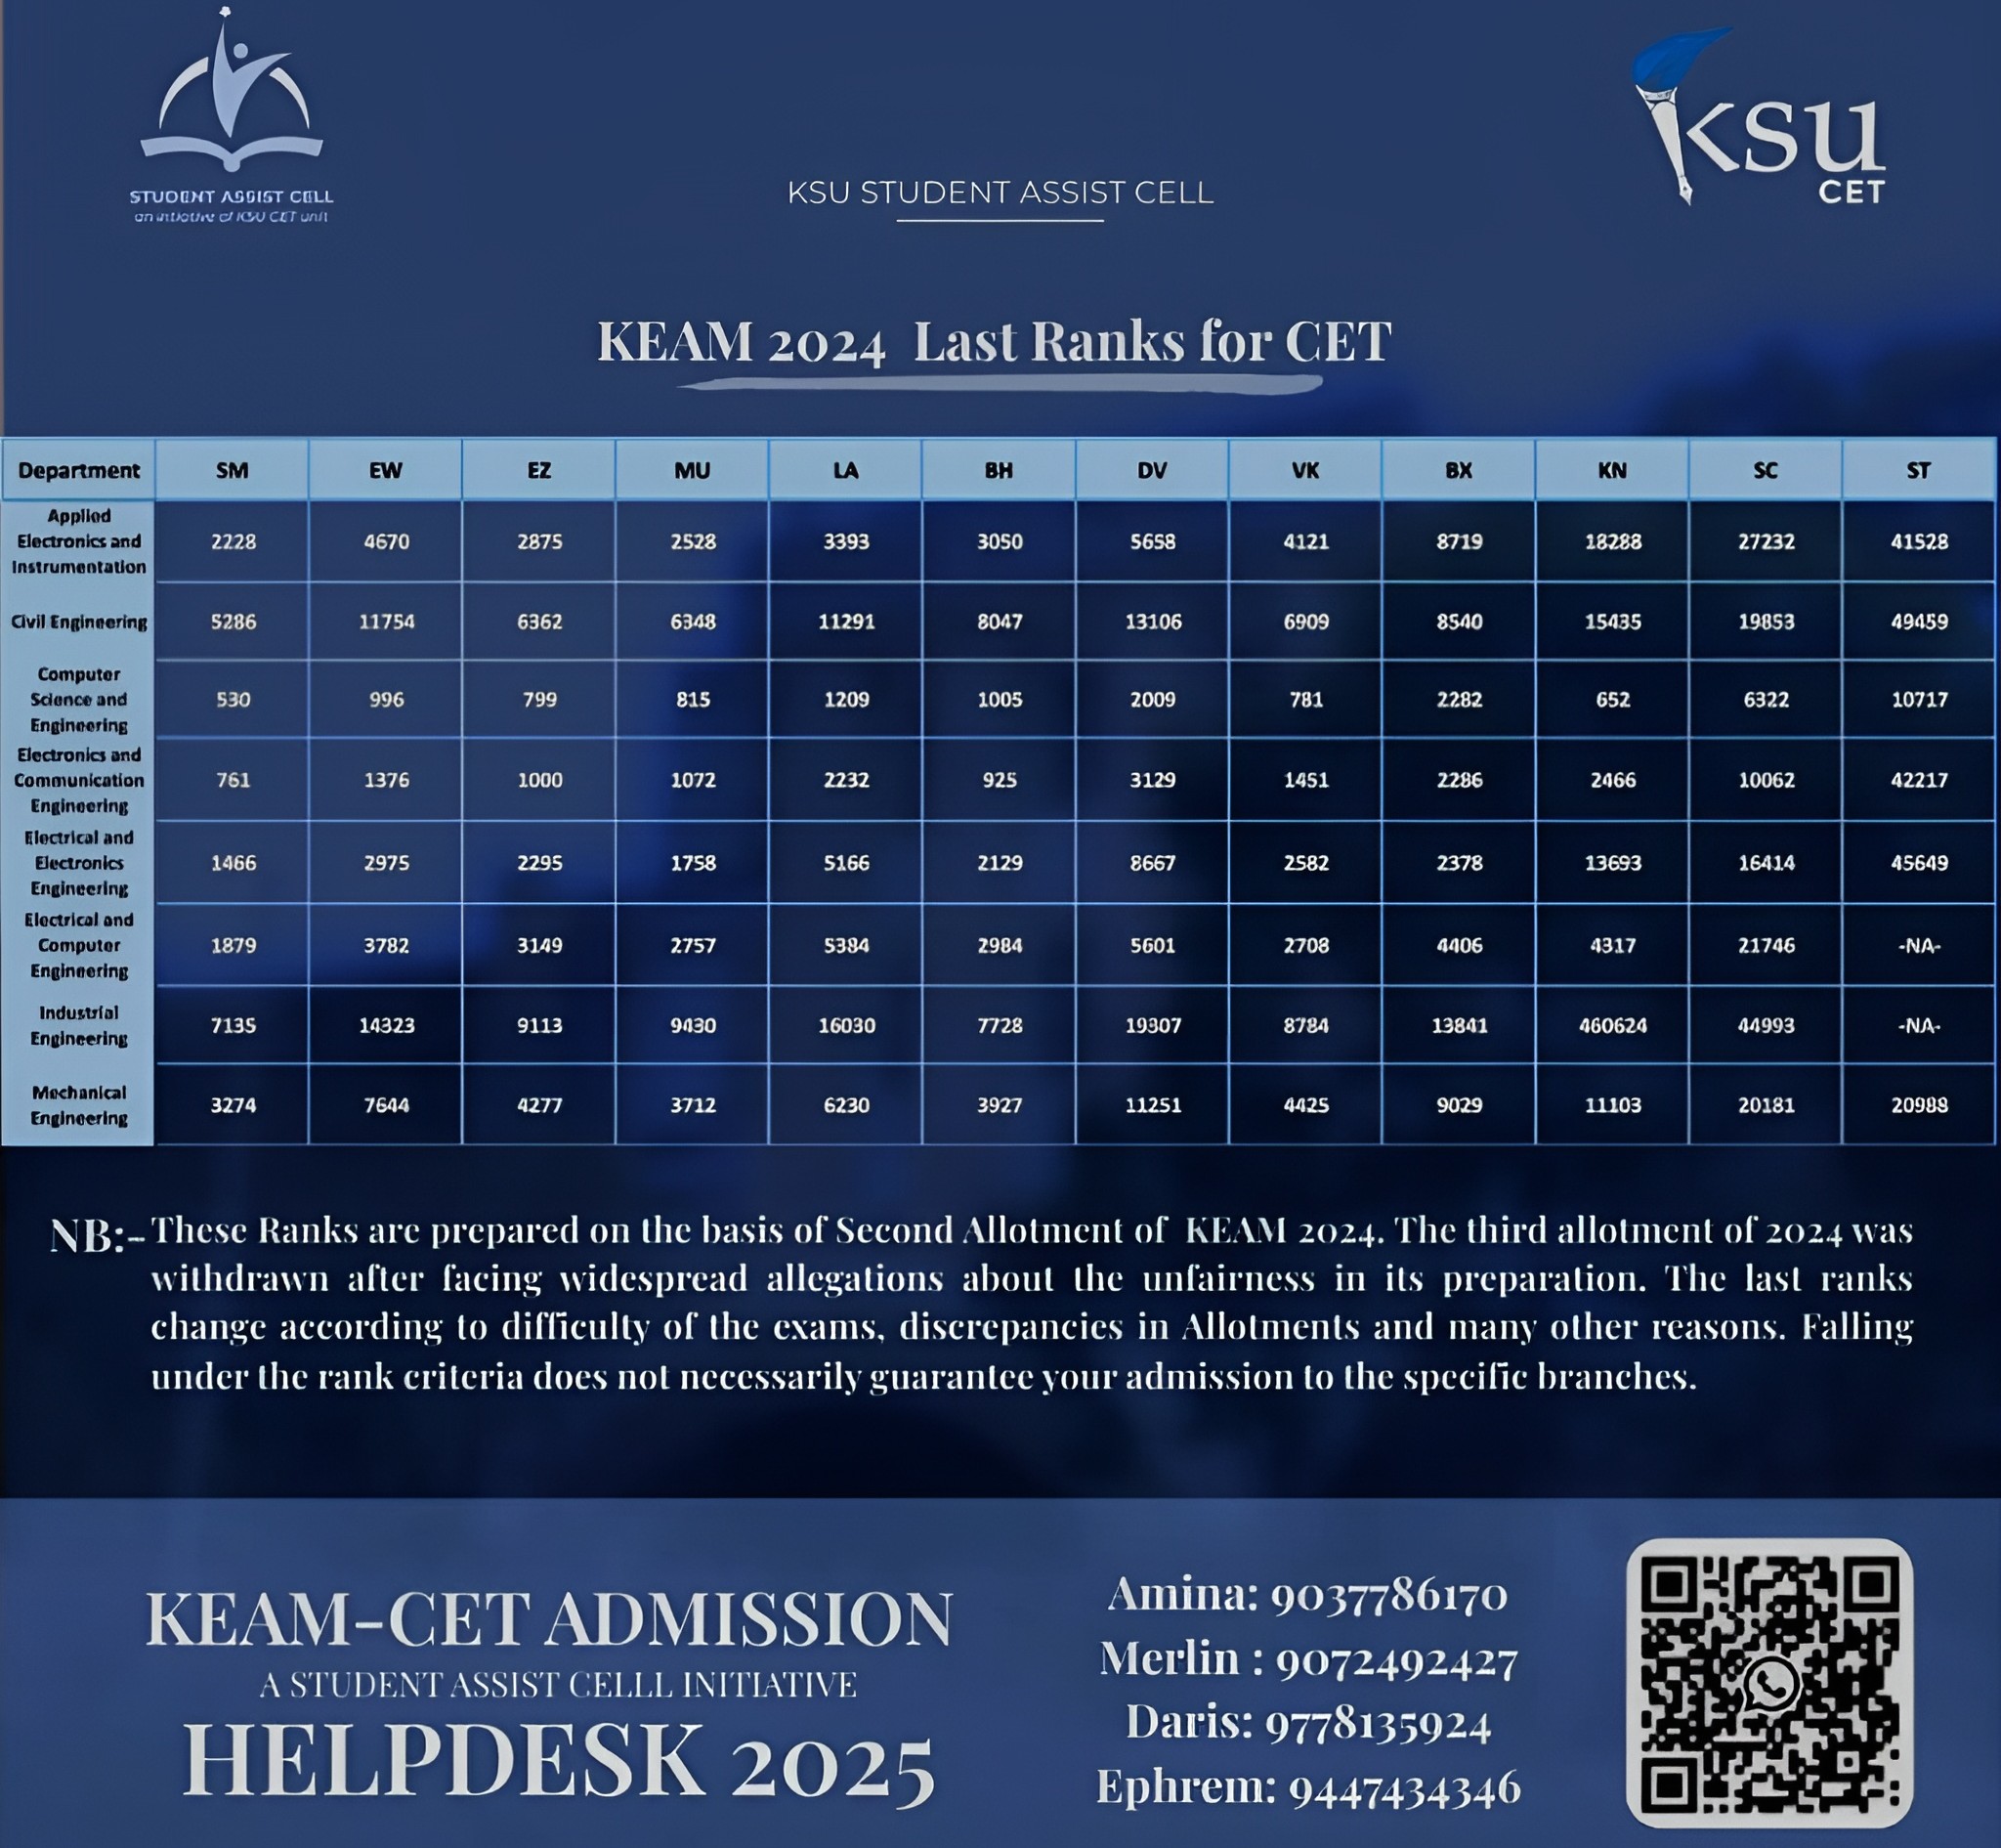 STUDENT ASSIST CELL
an initiative of KSU CET unit
ksu
CET
KSU STUDENT ASSIST CELL
KEAM 2024 Last Ranks for CET
Department SM EW EZ MU LA BH DV VK BX KN SC ST
Applied Electronics and Instrumentation 2228 4670 2875 2528 3393 3050 5658 4121 8719 18288 27232 41528
Civil Engineering 5286 11754 6362 6348 11291 8047 13106 6909 8540 15435 19853 49459
Computer Science and Engineering 530 996 799 815 1209 1005 2009 781 2282 652 6322 10717
Electronics and Communication Engineering 761 1376 1000 1072 2232 925 3129 1451 2286 2466 10062 42217
Electrical and Electronics Engineering 1466 2975 2295 1758 5166 2129 8667 2582 2378 13693 16414 45649
Electrical and Computer Engineering 1879 3782 3149 2757 5384 2984 5601 2708 4406 4317 21746 -NA-
Industrial Engineering 7135 14323 9113 9430 16030 7728 19307 8784 13841 460624 44993 -NA-
Mechanical Engineering 3274 7644 4277 3712 6230 3927 11251 4425 9029 11103 20181 20988
NB:- These Ranks are prepared on the basis of Second Allotment of KEAM 2024. The third allotment of 2024 was
withdrawn after facing widespread allegations about the unfairness in its preparation. The last ranks
change according to difficulty of the exams, discrepancies in Allotments and many other reasons. Falling
under the rank criteria does not necessarily guarantee your admission to the specific branches.
KEAM-CET ADMISSION
A STUDENT ASSIST CELLL INITIATIVE
HELPDESK 2025
Amina: 9037786170
Merlin : 9072492427
Daris: 9778135924
Ephrem: 9447434346